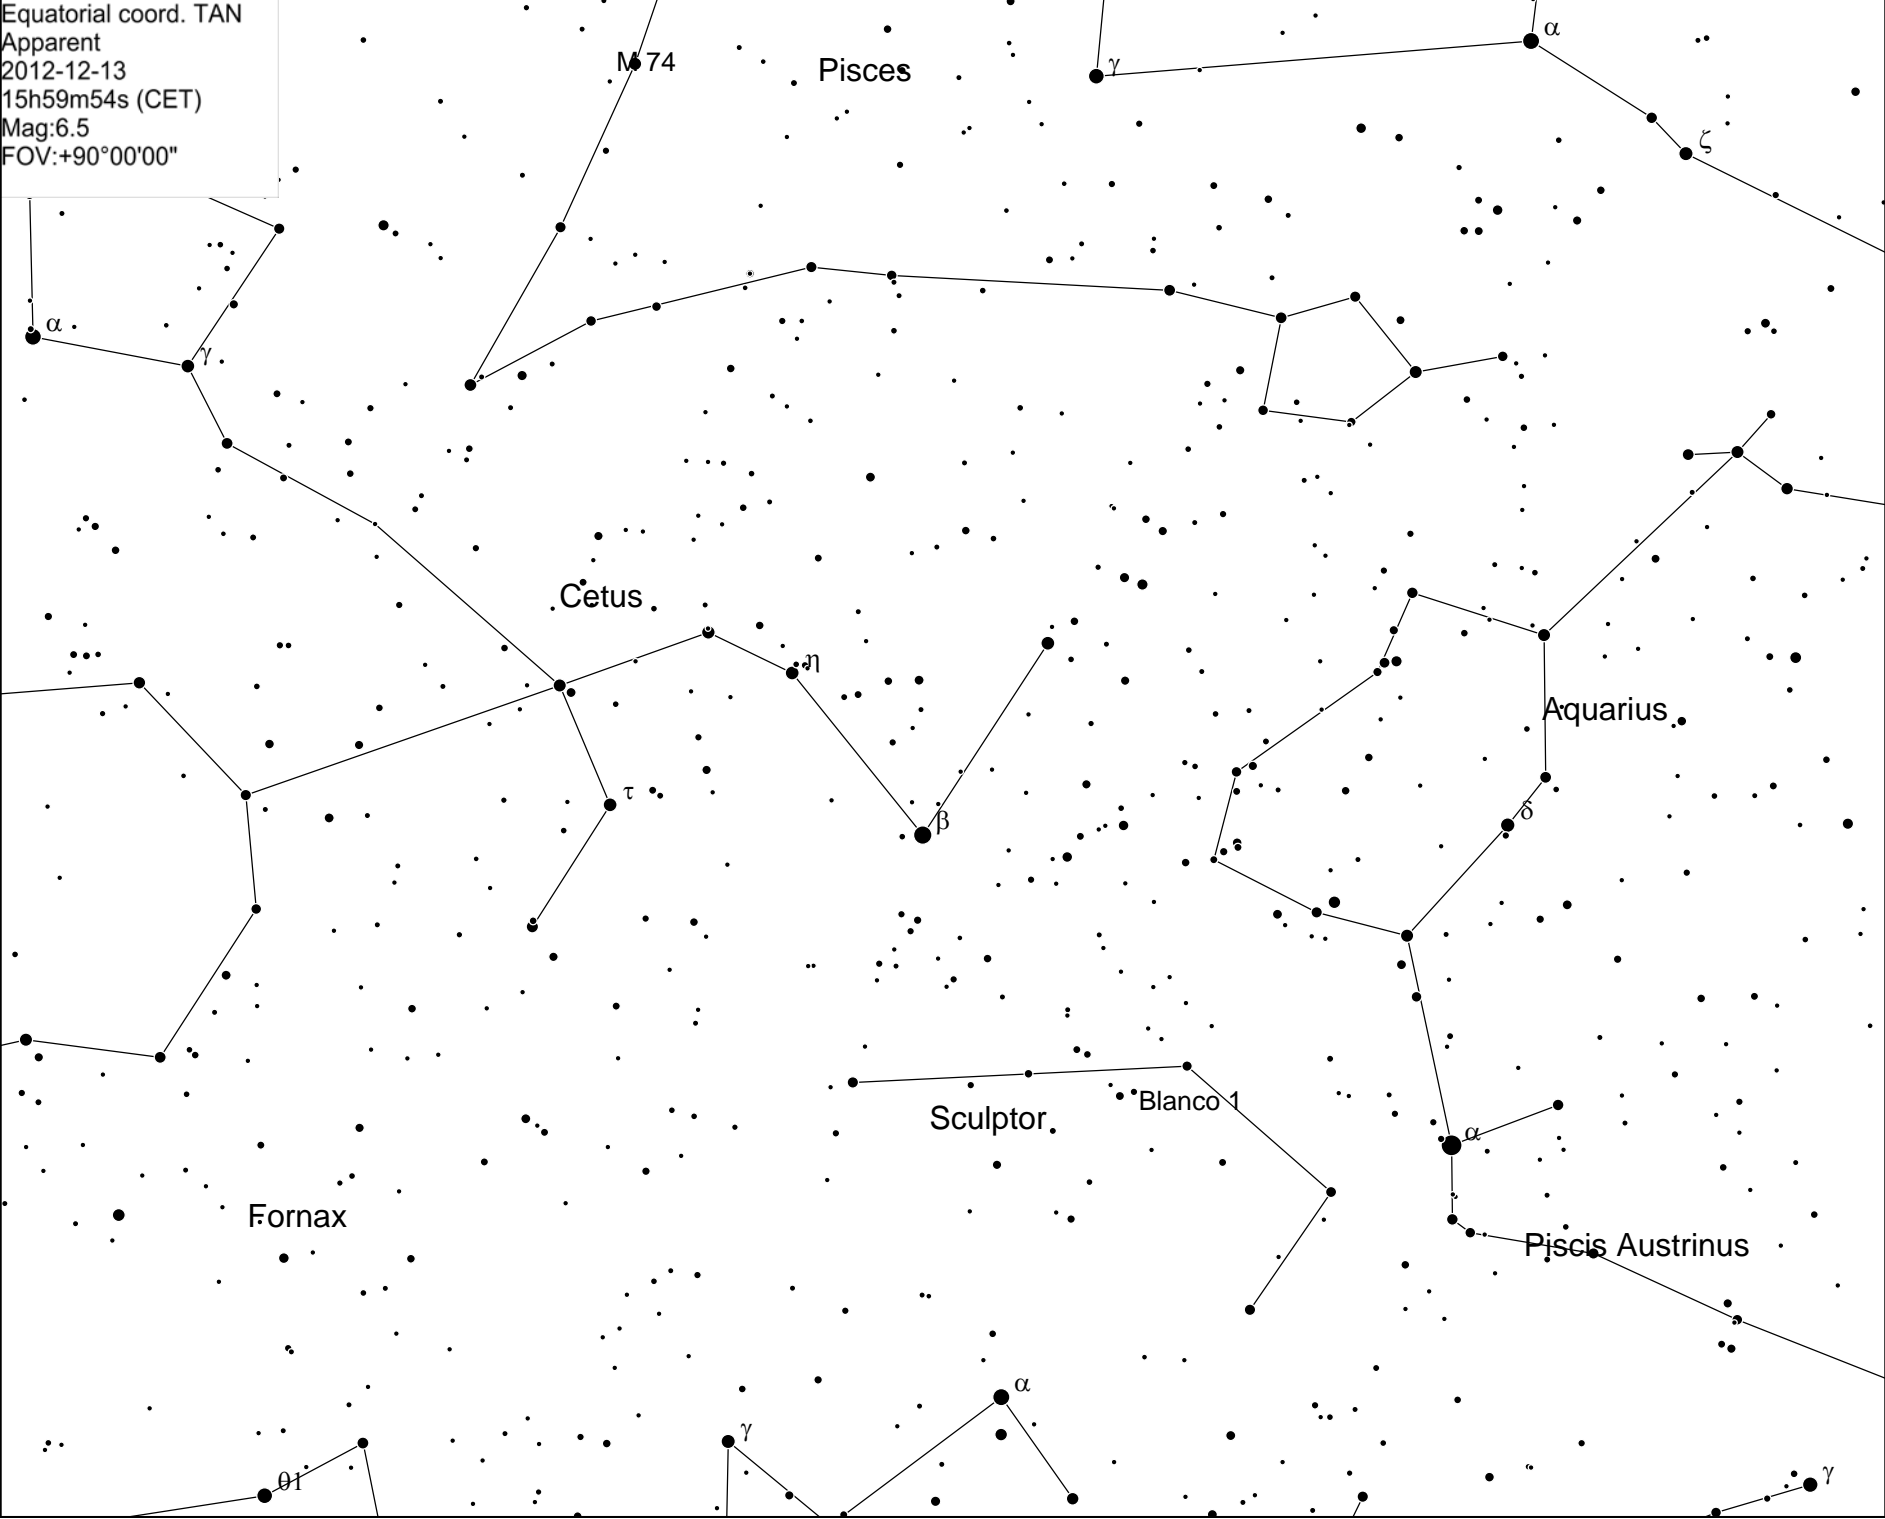 Equatorial coord. TAN
Apparent
2012-12-13
15h59m54s (CET)
Mag:6.5
FOV:+90°00'00"
α
M 74
Pisces
γ
ζ
α
γ
Cetus
η
Aquarius
τ
β
δ
Blanco 1
Sculptor
α
Fornax
Piscis Austrinus
α
γ
θ1
γ